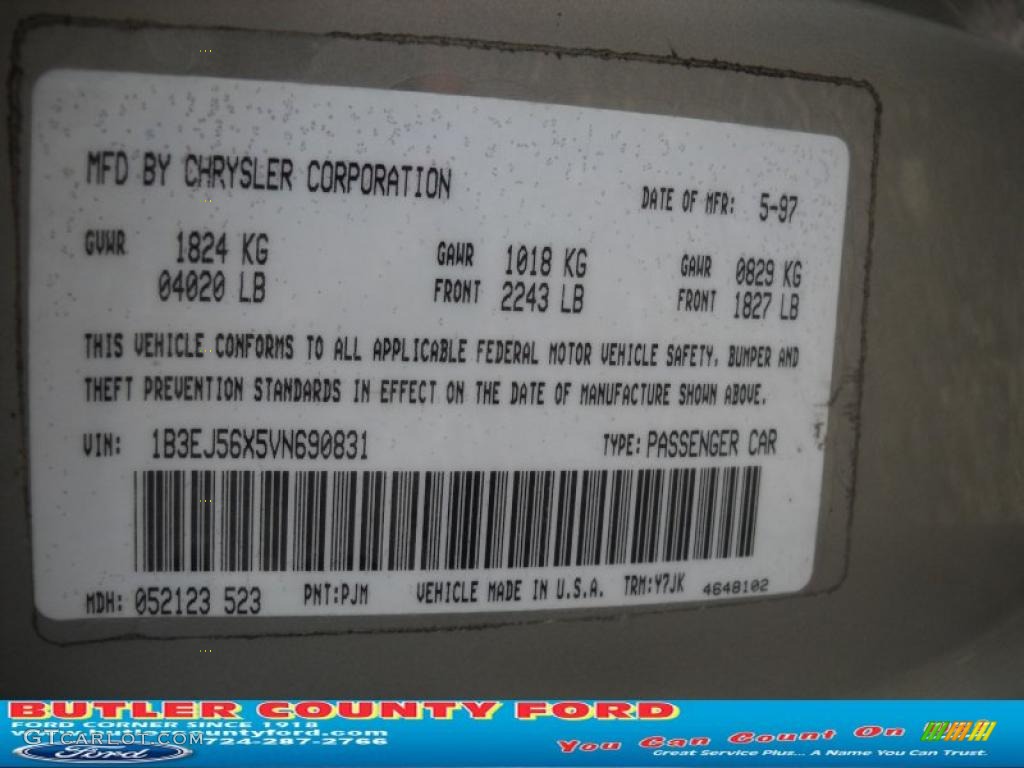 MFD BY CHRYSLER CORPORATION
DATE OF MFR: 5-97
GVWR 1824 KG GAWR 1018 KG GAWR 0829 KG
04020 LB FRONT 2243 LB FRONT 1827 LB
THIS VEHICLE CONFORMS TO ALL APPLICABLE FEDERAL MOTOR VEHICLE SAFETY, BUMPER AND
THEFT PREVENTION STANDARDS IN EFFECT ON THE DATE OF MANUFACTURE SHOWN ABOVE.
VIN: 1B3EJ56X5VN690831 TYPE: PASSENGER CAR
MDH: 052123 523 PNT:PJM VEHICLE MADE IN U.S.A. TRM:Y7JK 4648102
BUTLER COUNTY FORD
FORD CORNER SINCE 1918
GTCarLot.com
724-287-2766
Ford
You Can Count On
Great Service Plus... A Name You Can Trust.